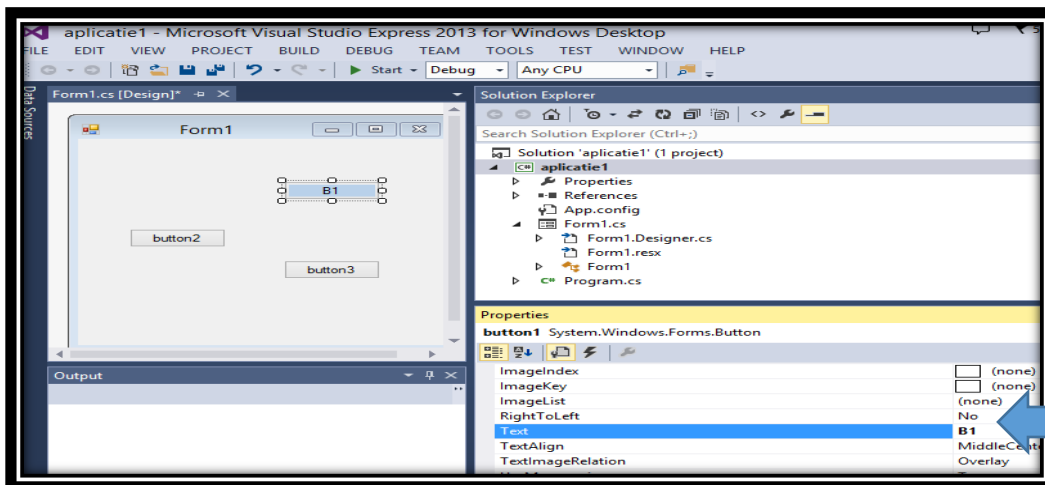 aplicatie1 - Microsoft Visual Studio Express 2013 for Windows Desktop
FILE EDIT VIEW PROJECT BUILD DEBUG TEAM TOOLS TEST WINDOW HELP
Start Debug Any CPU
Data Sources
Form1.cs [Design]*
Form1
B1
button2
button3
Output
Solution Explorer
Search Solution Explorer (Ctrl+;)
Solution 'aplicatie1' (1 project)
C# aplicatie1
Properties
References
App.config
Form1.cs
Form1.Designer.cs
Form1.resx
Form1
C# Program.cs
Properties
button1 System.Windows.Forms.Button
ImageIndex (none)
ImageKey (none)
ImageList (none)
RightToLeft No
Text B1
TextAlign MiddleCente
TextImageRelation Overlay